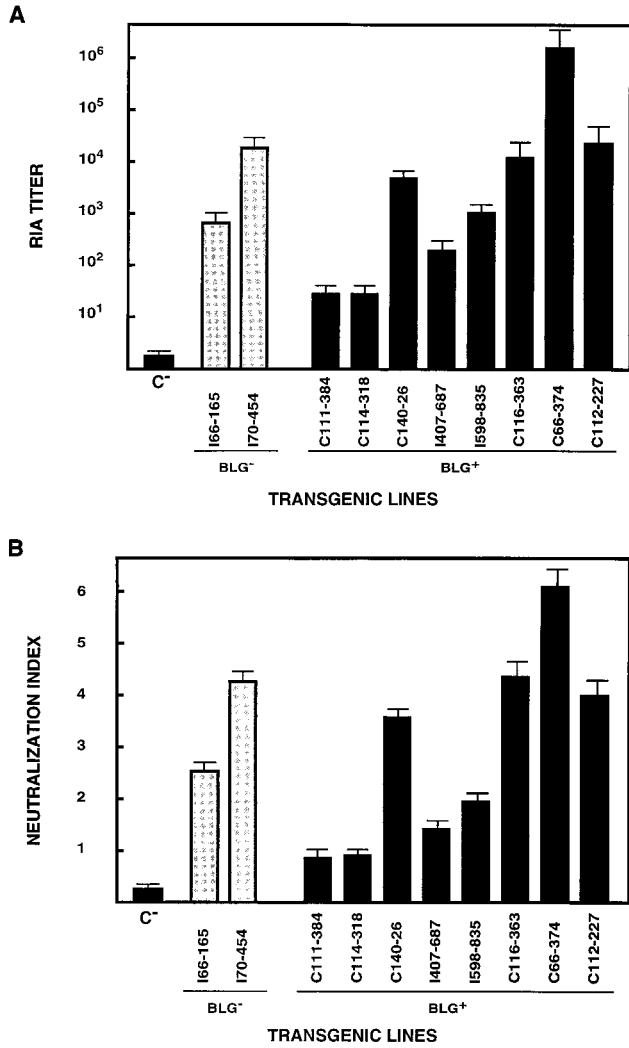 A
RIA TITER
10⁶
10⁵
10⁴
10³
10²
10¹
C⁻
I66-165
I70-454
C111-384
C114-318
C140-26
I407-687
I598-835
C116-363
C66-374
C112-227
BLG⁻
BLG⁺
TRANSGENIC LINES
B
NEUTRALIZATION INDEX
6
5
4
3
2
1
C⁻
I66-165
I70-454
C111-384
C114-318
C140-26
I407-687
I598-835
C116-363
C66-374
C112-227
BLG⁻
BLG⁺
TRANSGENIC LINES